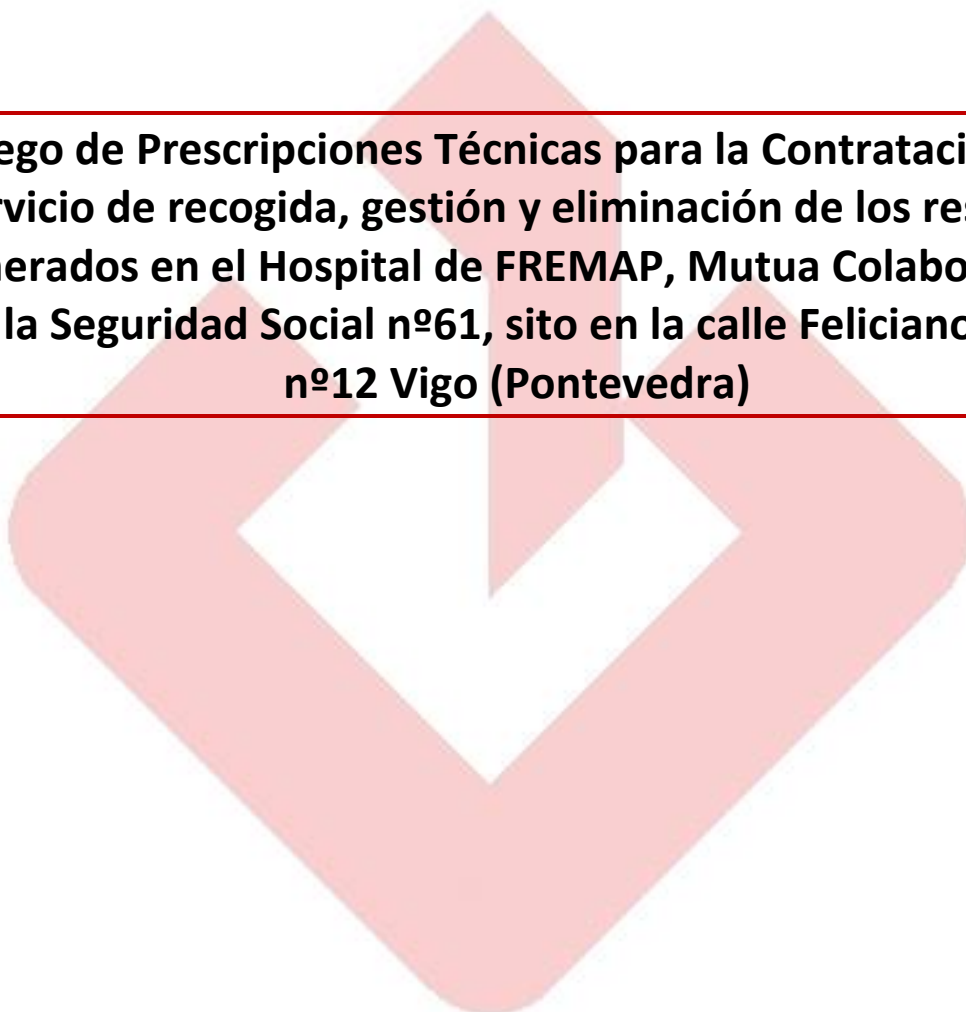 ego de Prescripciones Técnicas para la Contrataci
rvicio de recogida, gestión y eliminación de los res
nerados en el Hospital de FREMAP, Mutua Colabo
la Seguridad Social nº61, sito en la calle Feliciano
nº12 Vigo (Pontevedra)